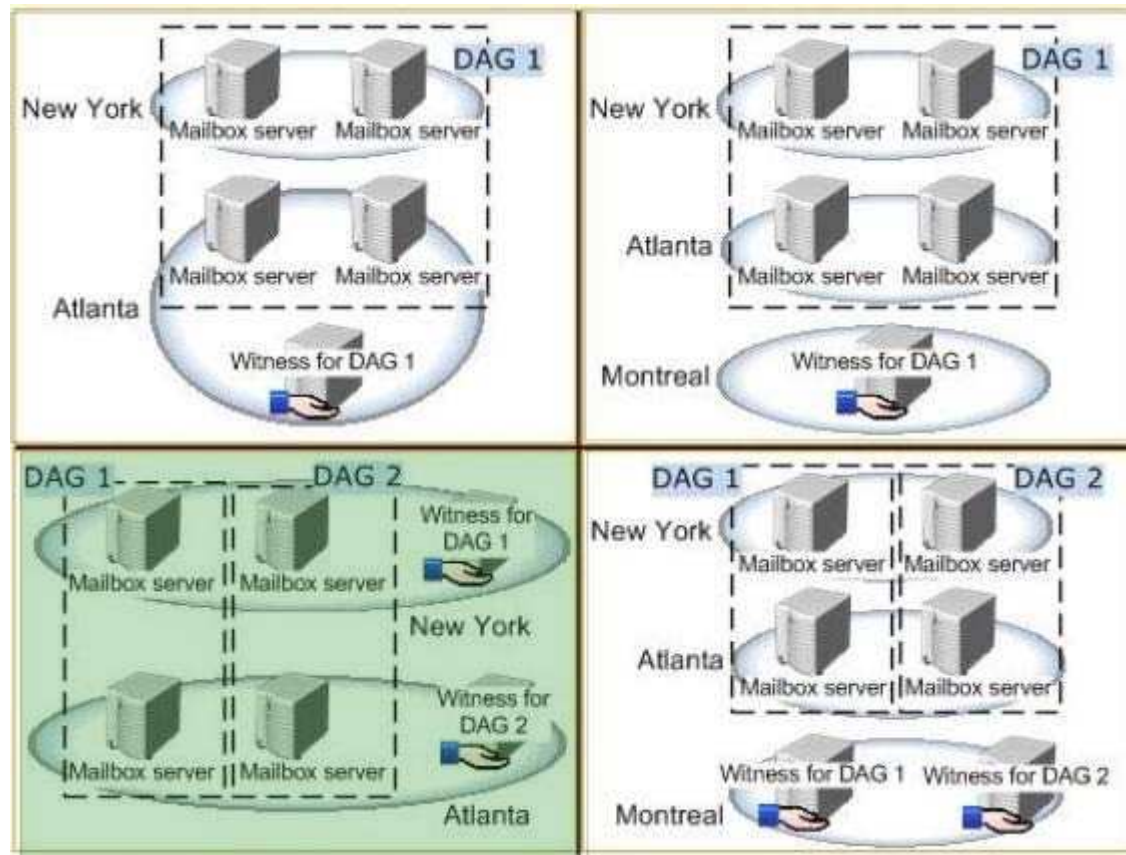 DAG 1
New York
Mailbox server Mailbox server
Mailbox server Mailbox server
Atlanta
Witness for DAG 1
DAG 1
New York
Mailbox server Mailbox server
Atlanta
Mailbox server Mailbox server
Witness for DAG 1
Montreal
DAG 1 DAG 2
Witness for
DAG 1
Mailbox server Mailbox server
New York
Witness for
DAG 2
Mailbox server Mailbox server
Atlanta
DAG 1 DAG 2
New York
Mailbox server Mailbox server
Atlanta
Mailbox server Mailbox server
Witness for DAG 1 Witness for DAG 2
Montreal